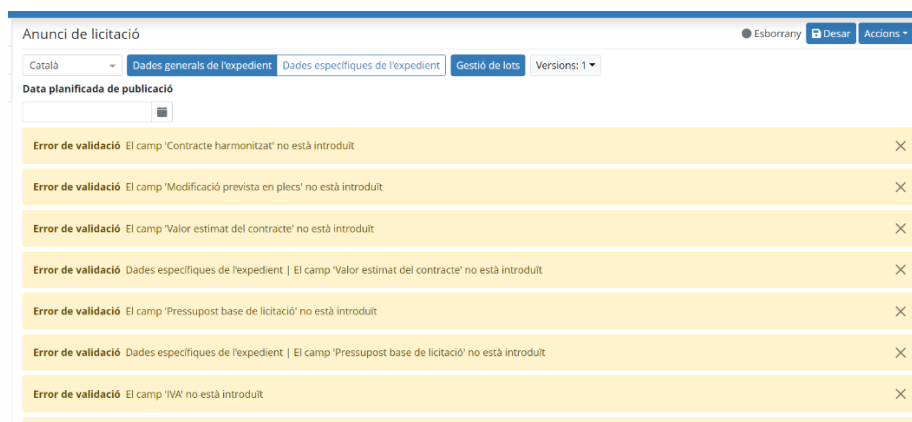 Anunci de licitació
Esborrany Desar Accions
Català Dades generals de l'expedient Dades específiques de l'expedient Gestió de lots Versions: 1
Data planificada de publicació
Error de validació El camp 'Contracte harmonitzat' no està introduït
Error de validació El camp 'Modificació prevista en plecs' no està introduït
Error de validació El camp 'Valor estimat del contracte' no està introduït
Error de validació Dades específiques de l'expedient | El camp 'Valor estimat del contracte' no està introduït
Error de validació El camp 'Pressupost base de licitació' no està introduït
Error de validació Dades específiques de l'expedient | El camp 'Pressupost base de licitació' no està introduït
Error de validació El camp 'IVA' no està introduït